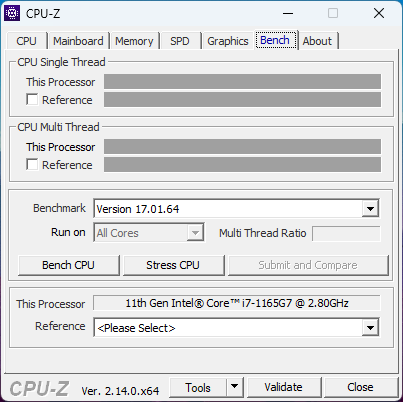 CPU-Z
CPU Mainboard Memory SPD Graphics Bench About
CPU Single Thread
This Processor
Reference
CPU Multi Thread
This Processor
Reference
Benchmark Version 17.01.64
Run on All Cores Multi Thread Ratio
Bench CPU Stress CPU Submit and Compare
This Processor 11th Gen Intel® Core™ i7-1165G7 @ 2.80GHz
Reference <Please Select>
CPU-Z Ver. 2.14.0.x64 Tools Validate Close